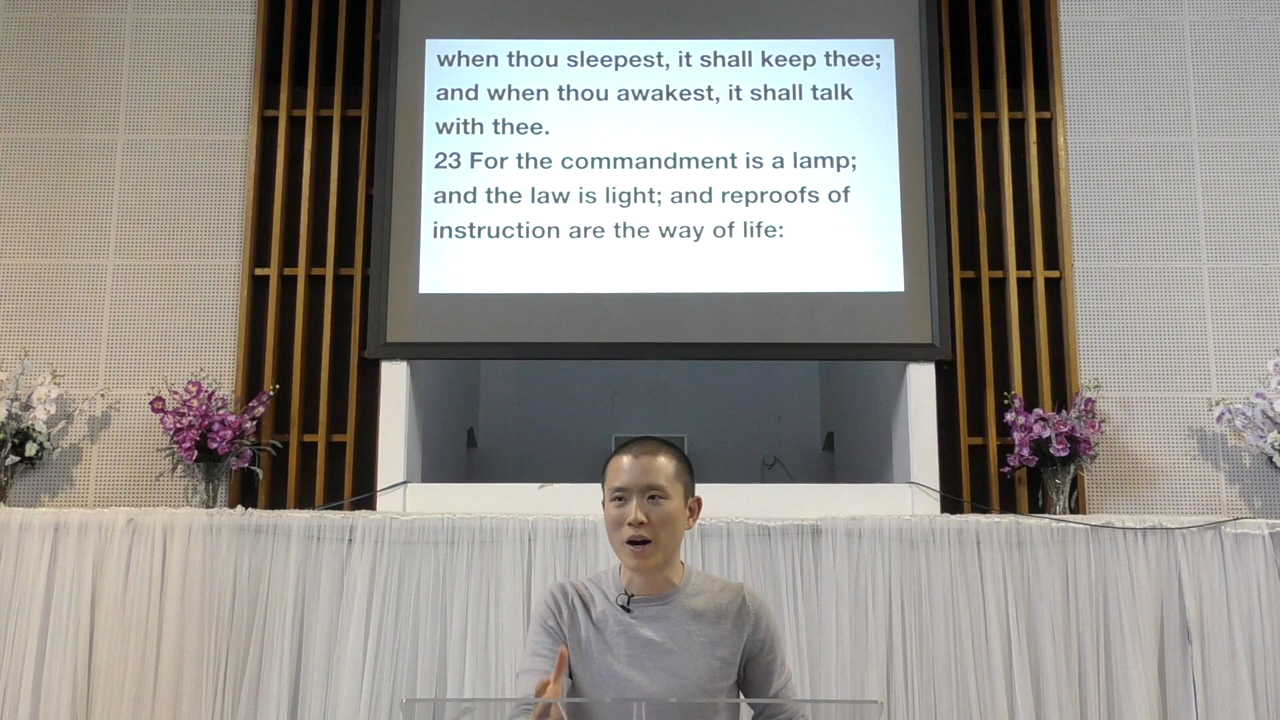 when thou sleepest, it shall keep thee;
and when thou awakest, it shall talk
with thee.
23 For the commandment is a lamp;
and the law is light; and reproofs of
instruction are the way of life: